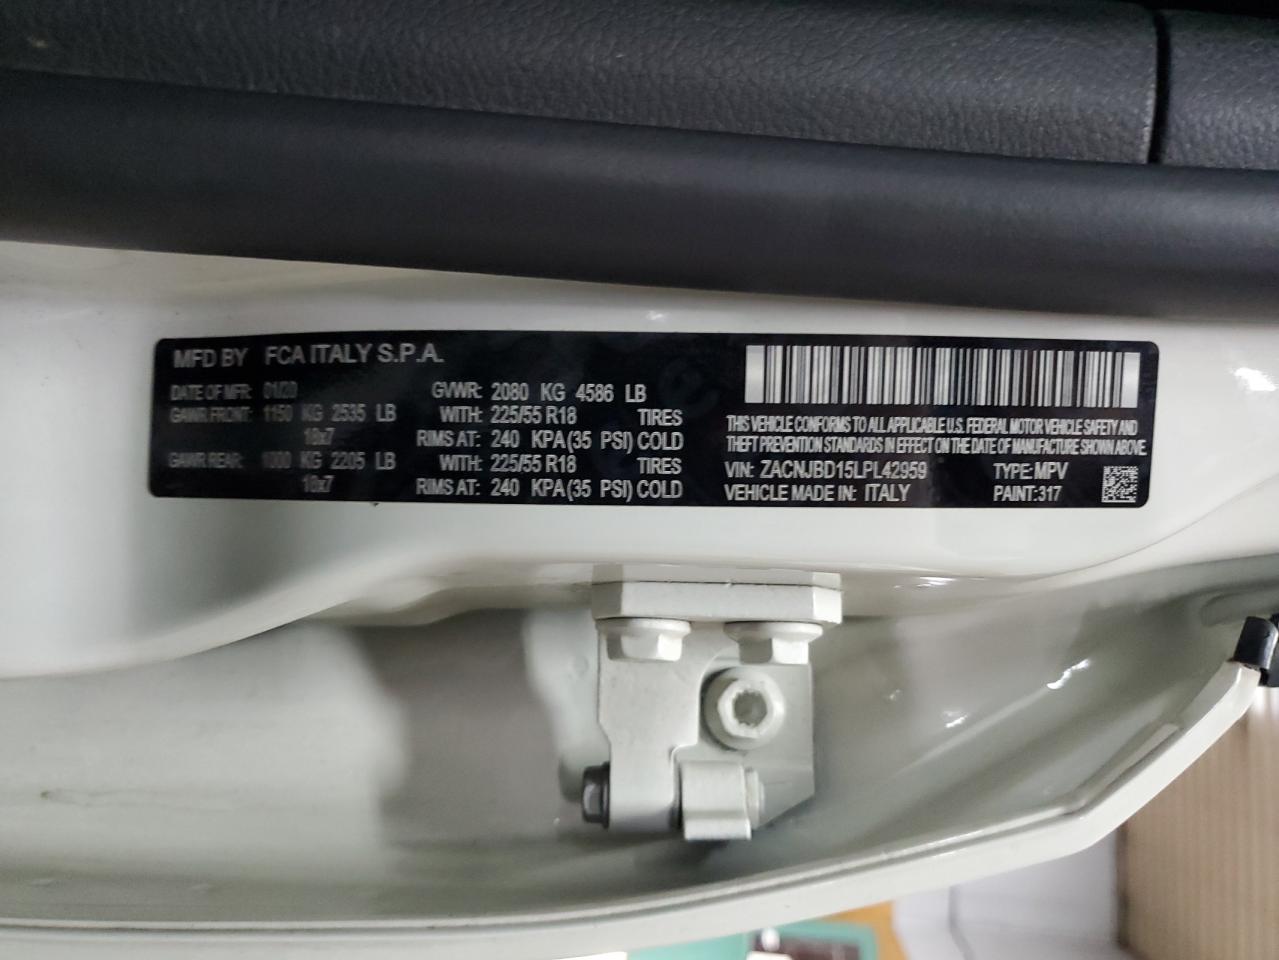 MFD BY FCA ITALY S.P.A.
DATE OF MFR: 01/20 GVWR: 2080 KG 4586 LB
GAWR FRONT: 1150 KG 2535 LB WITH: 225/55 R18 TIRES
18x7 RIMS AT: 240 KPA(35 PSI) COLD
GAWR REAR: 1000 KG 2205 LB WITH: 225/55 R18 TIRES
18x7 RIMS AT: 240 KPA(35 PSI) COLD
THIS VEHICLE CONFORMS TO ALL APPLICABLE U.S. FEDERAL MOTOR VEHICLE SAFETY AND
THEFT PREVENTION STANDARDS IN EFFECT ON THE DATE OF MANUFACTURE SHOWN ABOVE.
VIN: ZACNJBD15LPL42959 TYPE: MPV
VEHICLE MADE IN: ITALY PAINT: 317